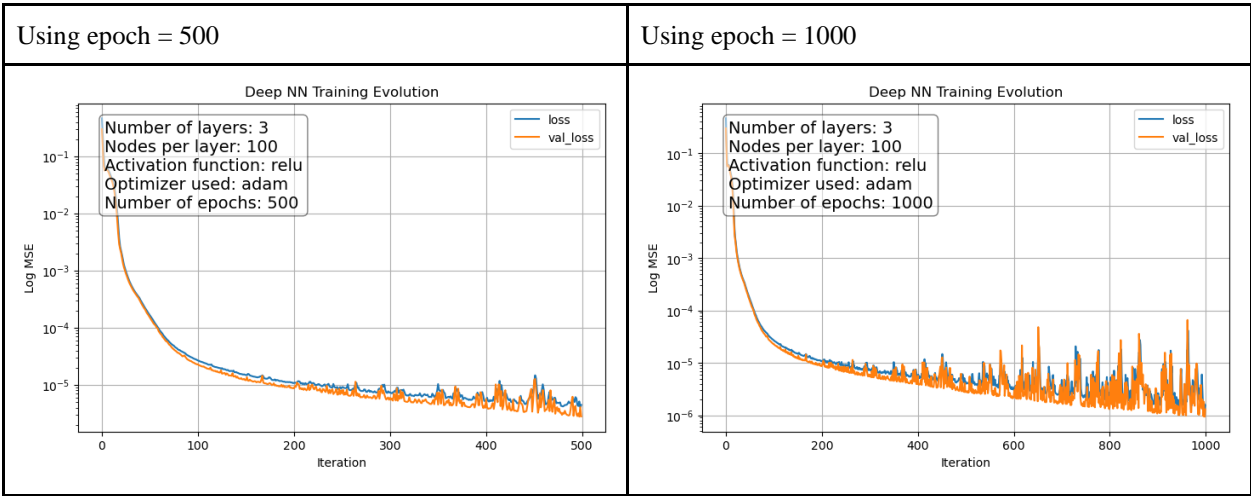 Using epoch = 500
Using epoch = 1000
Deep NN Training Evolution
Number of layers: 3
Nodes per layer: 100
Activation function: relu
Optimizer used: adam
Number of epochs: 500
loss
val_loss
10⁻¹
10⁻²
10⁻³
10⁻⁴
10⁻⁵
Log MSE
0 100 200 300 400 500
Iteration
Deep NN Training Evolution
Number of layers: 3
Nodes per layer: 100
Activation function: relu
Optimizer used: adam
Number of epochs: 1000
loss
val_loss
10⁻¹
10⁻²
10⁻³
10⁻⁴
10⁻⁵
10⁻⁶
Log MSE
0 200 400 600 800 1000
Iteration